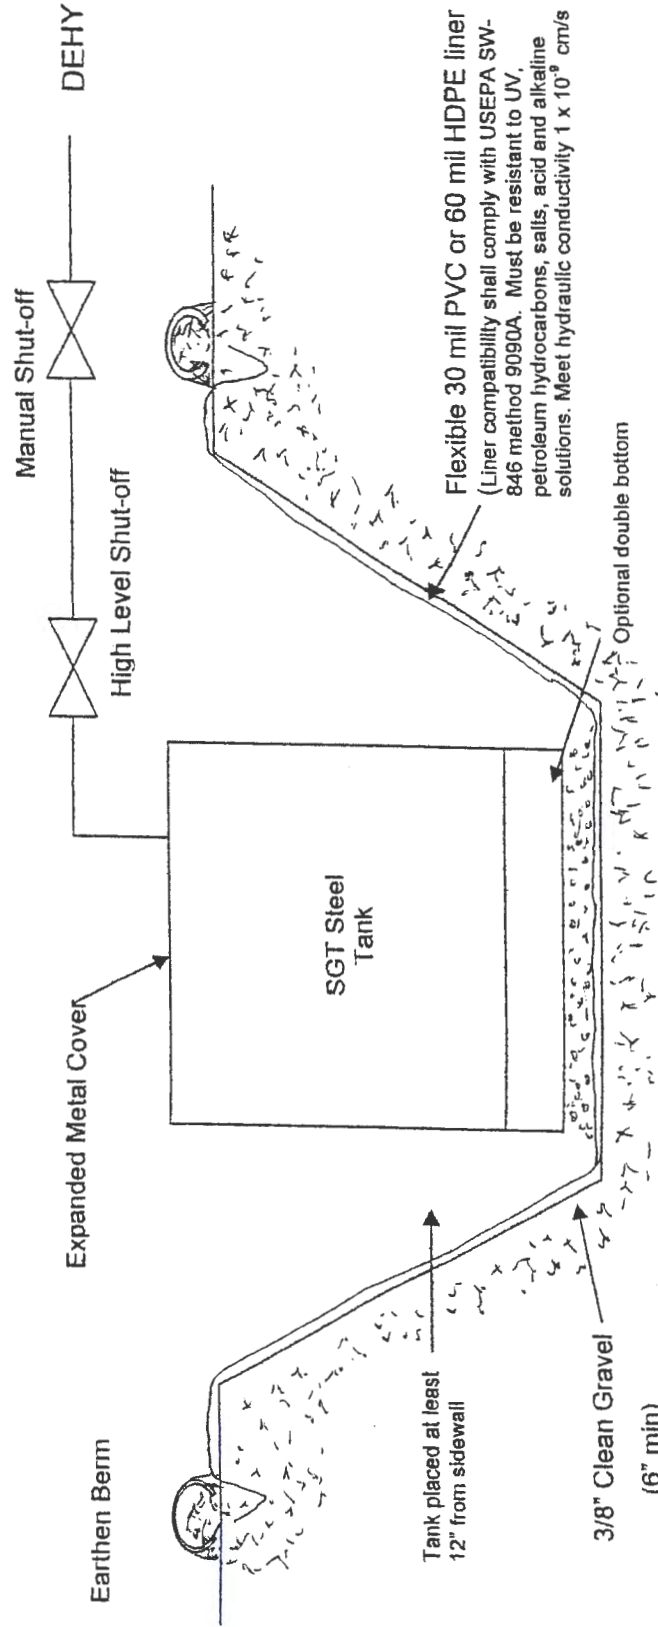 DEHY
Manual Shut-off
High Level Shut-off
Expanded Metal Cover
Earthen Berm
SGT Steel
Tank
Flexible 30 mil PVC or 60 mil HDPE liner
(Liner compatibility shall comply with USEPA SW-
846 method 9090A. Must be resistant to UV,
petroleum hydrocarbons, salts, acid and alkaline
solutions. Meet hydraulic conductivity 1 x 10⁻⁹ cm/s
Optional double bottom
Tank placed at least
12" from sidewall
3/8" Clean Gravel
(6" min)